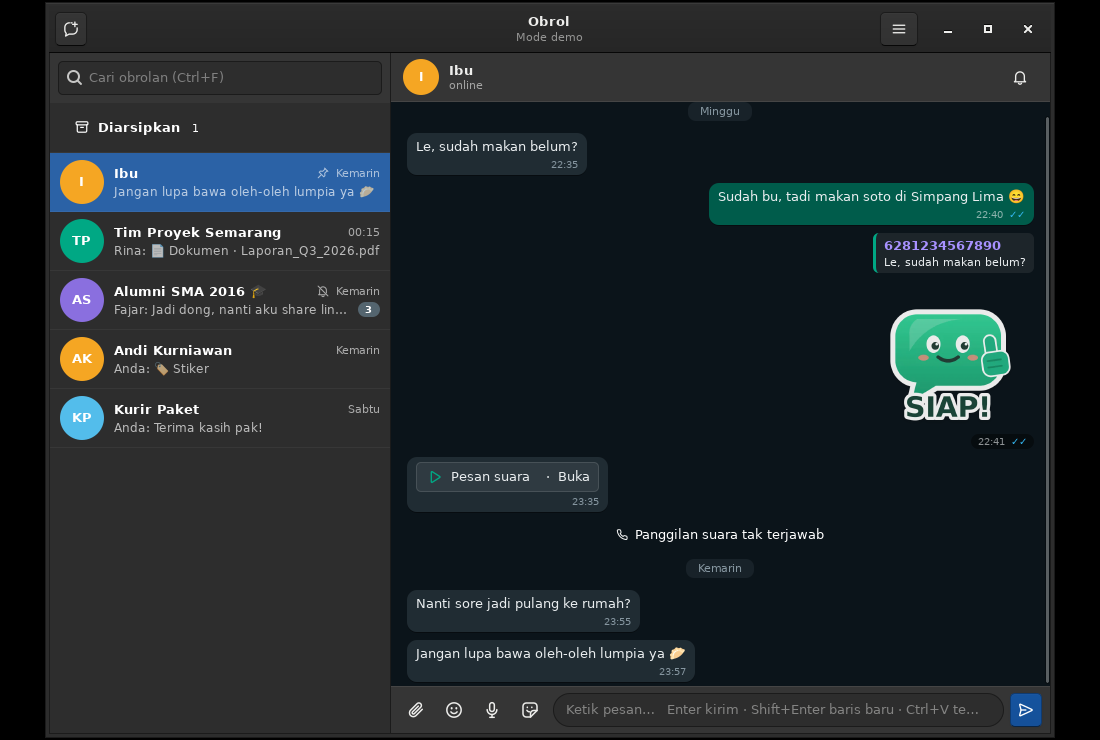 Obrol
Mode demo
Cari obrolan (Ctrl+F)
Diarsipkan 1
I
Ibu
Kemarin
Jangan lupa bawa oleh-oleh lumpia ya 🥟
TP
Tim Proyek Semarang
00:15
Rina: 📄 Dokumen · Laporan_Q3_2026.pdf
AS
Alumni SMA 2016 🎓
Kemarin
Fajar: Jadi dong, nanti aku share lin...
3
AK
Andi Kurniawan
Kemarin
Anda: 🏷️ Stiker
KP
Kurir Paket
Sabtu
Anda: Terima kasih pak!
I
Ibu
online
Minggu
Le, sudah makan belum?
22:35
Sudah bu, tadi makan soto di Simpang Lima 😄
22:40 ✓✓
6281234567890
Le, sudah makan belum?
SIAP!
22:41 ✓✓
Pesan suara · Buka
23:35
Panggilan suara tak terjawab
Kemarin
Nanti sore jadi pulang ke rumah?
23:55
Jangan lupa bawa oleh-oleh lumpia ya 🥟
23:57
Ketik pesan... Enter kirim · Shift+Enter baris baru · Ctrl+V te...